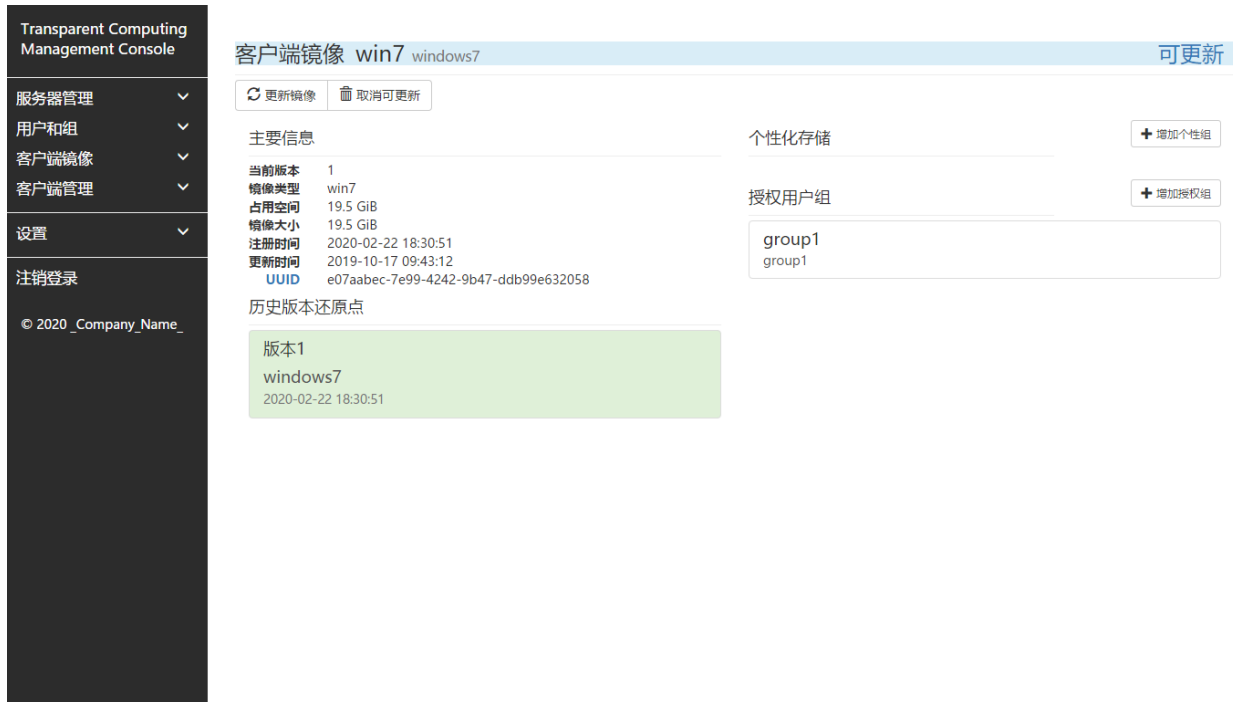 Transparent Computing
Management Console
服务器管理
用户和组
客户端镜像
客户端管理
设置
注销登录
© 2020 _Company_Name_
客户端镜像 win7 windows7 可更新
更新镜像 取消可更新
主要信息
当前版本 1
镜像类型 win7
占用空间 19.5 GiB
镜像大小 19.5 GiB
注册时间 2020-02-22 18:30:51
更新时间 2019-10-17 09:43:12
UUID e07aabec-7e99-4242-9b47-ddb99e632058
历史版本还原点
版本1
windows7
2020-02-22 18:30:51
个性化存储 增加个性组
授权用户组 增加授权组
group1
group1